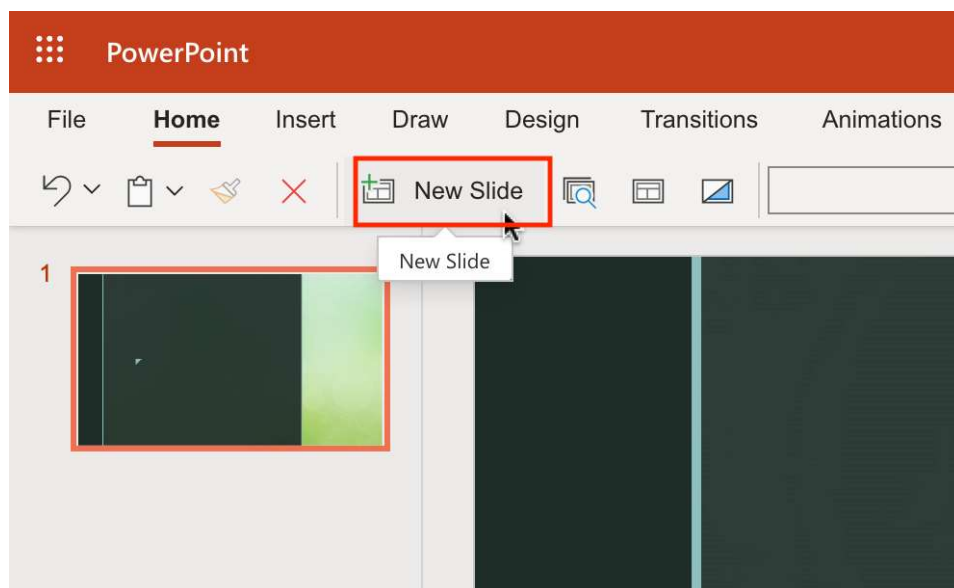 PowerPoint
File Home Insert Draw Design Transitions Animations
New Slide
New Slide
1